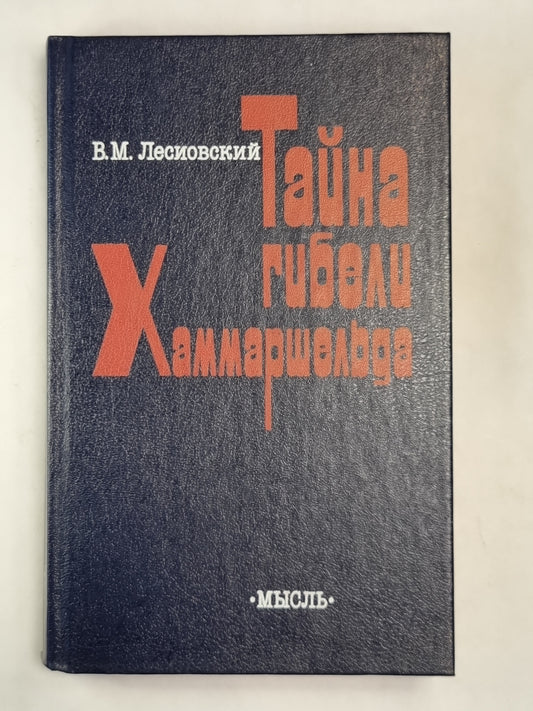 В.М. Лесиовский
Тайна
гибели
Хаммаршельда
•МЫСЛЬ•